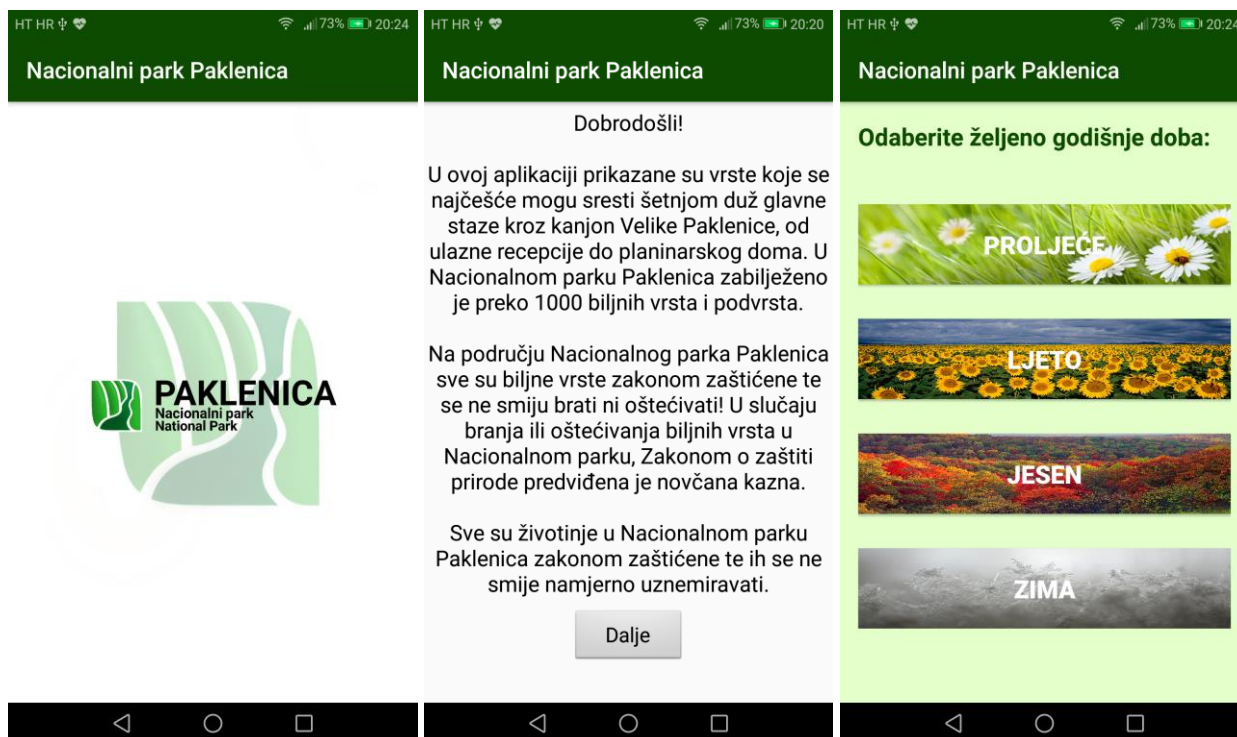 HT HR 73% 20:24
Nacionalni park Paklenica
PAKLENICA
Nacionalni park
National Park
HT HR 73% 20:20
Nacionalni park Paklenica
Dobrodošli!
U ovoj aplikaciji prikazane su vrste koje se
najčešće mogu sresti šetnjom duž glavne
staze kroz kanjon Velike Paklenice, od
ulazne recepcije do planinarskog doma. U
Nacionalnom parku Paklenica zabilježeno
je preko 1000 biljnih vrsta i podvrsta.
Na području Nacionalnog parka Paklenica
sve su biljne vrste zakonom zaštićene te
se ne smiju brati ni oštećivati! U slučaju
branja ili oštećivanja biljnih vrsta u
Nacionalnom parku, Zakonom o zaštiti
prirode predviđena je novčana kazna.
Sve su životinje u Nacionalnom parku
Paklenica zakonom zaštićene te ih se ne
smije namjerno uznemiravati.
Dalje
HT HR 73% 20:24
Nacionalni park Paklenica
Odaberite željeno godišnje doba:
PROLJEĆE
LJETO
JESEN
ZIMA